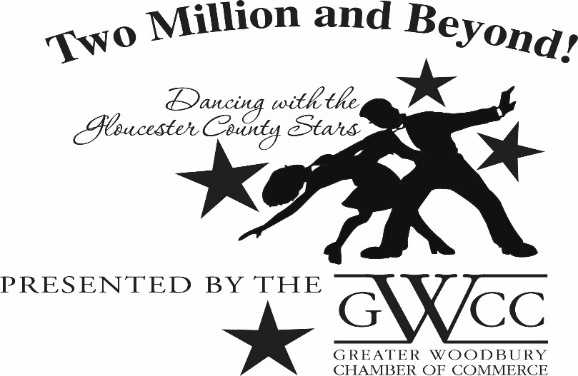 Two Million and Beyond!
Dancing with the
Gloucester County Stars
PRESENTED BY THE
GWCC
GREATER WOODBURY
CHAMBER OF COMMERCE